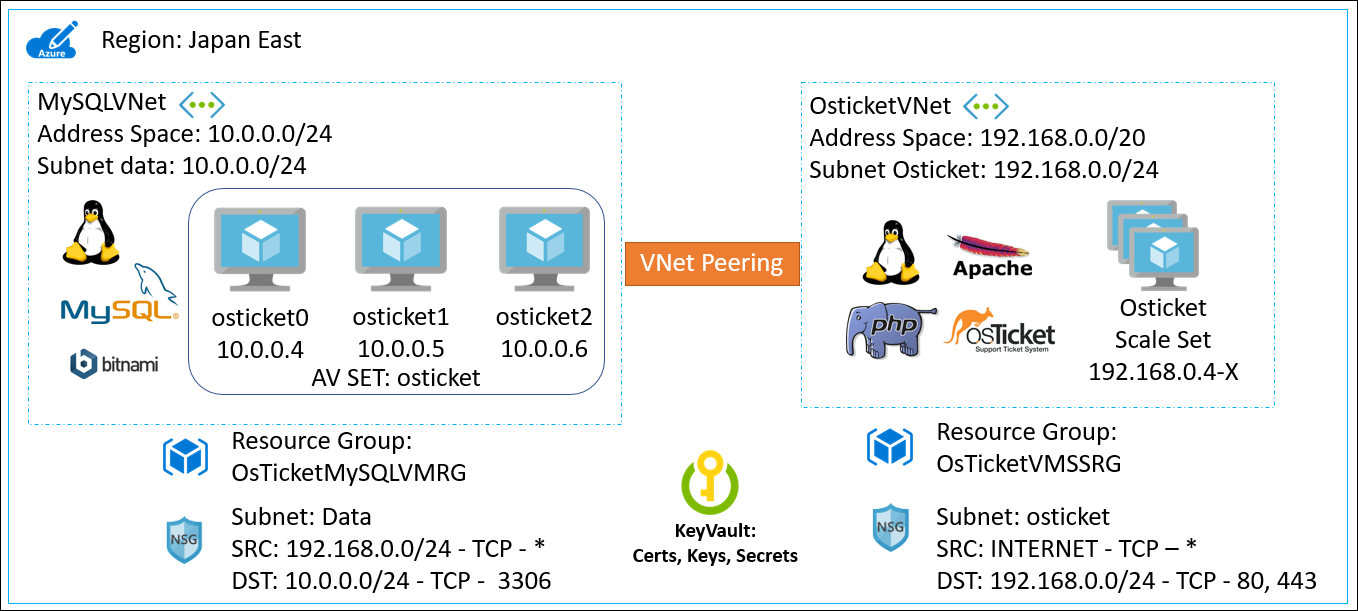 Azure
Region: Japan East
MySQLVNet
Address Space: 10.0.0.0/24
Subnet data: 10.0.0.0/24
MySQL®
bitnami
osticket0
10.0.0.4
osticket1
10.0.0.5
osticket2
10.0.0.6
AV SET: osticket
VNet Peering
OsticketVNet
Address Space: 192.168.0.0/20
Subnet Osticket: 192.168.0.0/24
Apache
php
osTicket
Support Ticket System
Osticket
Scale Set
192.168.0.4-X
Resource Group:
OsTicketMySQLVMRG
NSG
Subnet: Data
SRC: 192.168.0.0/24 - TCP - *
DST: 10.0.0.0/24 - TCP -  3306
KeyVault:
Certs, Keys, Secrets
Resource Group:
OsTicketVMSSRG
NSG
Subnet: osticket
SRC: INTERNET - TCP – *
DST: 192.168.0.0/24 - TCP - 80, 443